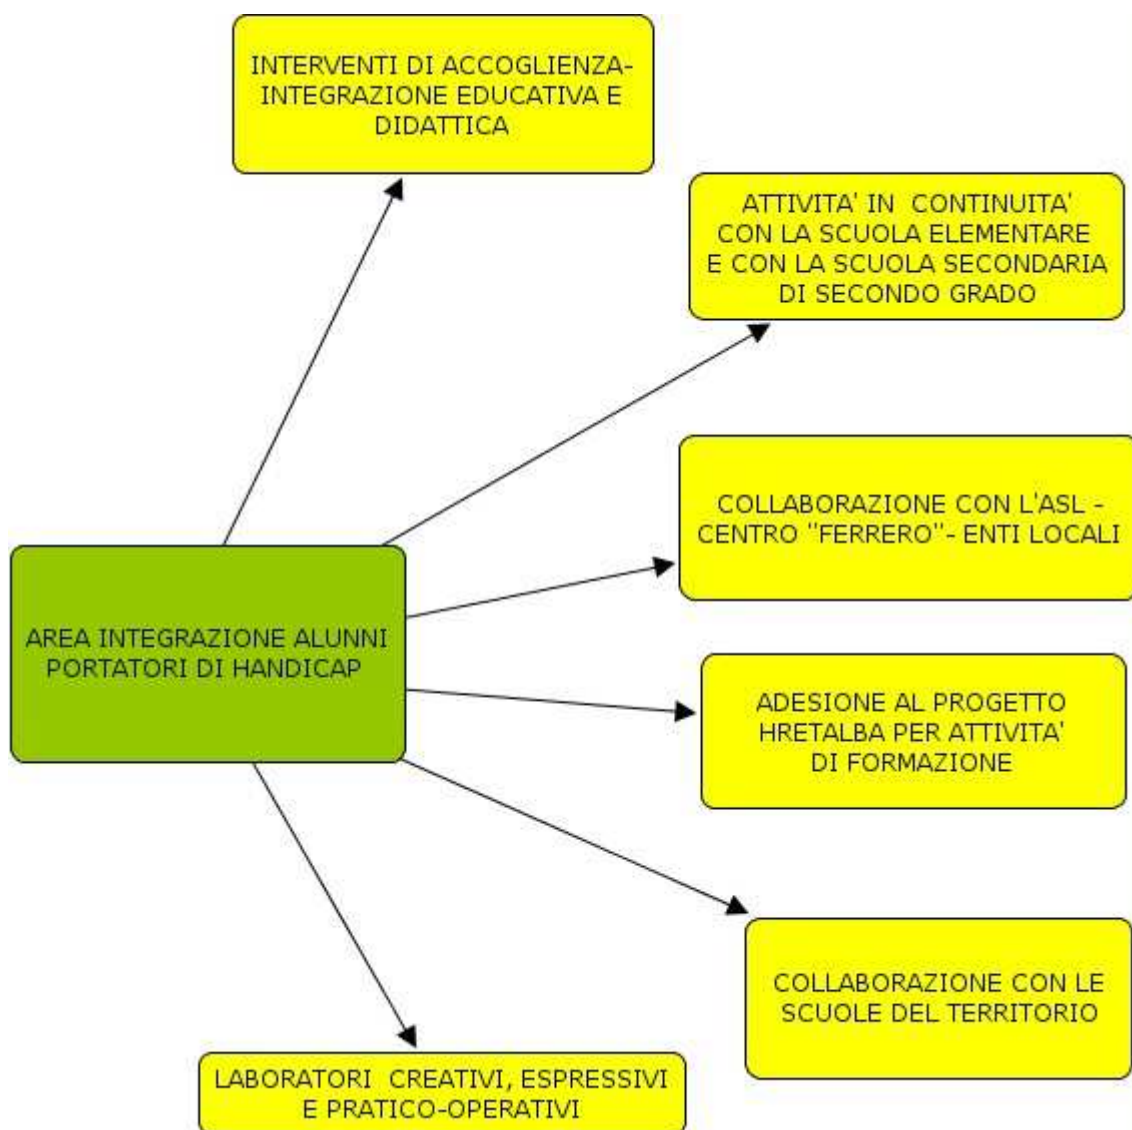 INTERVENTI DI ACCOGLIENZA-
INTEGRAZIONE EDUCATIVA E
DIDATTICA
ATTIVITA' IN CONTINUITA'
CON LA SCUOLA ELEMENTARE
E CON LA SCUOLA SECONDARIA
DI SECONDO GRADO
COLLABORAZIONE CON L'ASL -
CENTRO "FERRERO"- ENTI LOCALI
AREA INTEGRAZIONE ALUNNI
PORTATORI DI HANDICAP
ADESIONE AL PROGETTO
HRETALBA PER ATTIVITA'
DI FORMAZIONE
COLLABORAZIONE CON LE
SCUOLE DEL TERRITORIO
LABORATORI CREATIVI, ESPRESSIVI
E PRATICO-OPERATIVI